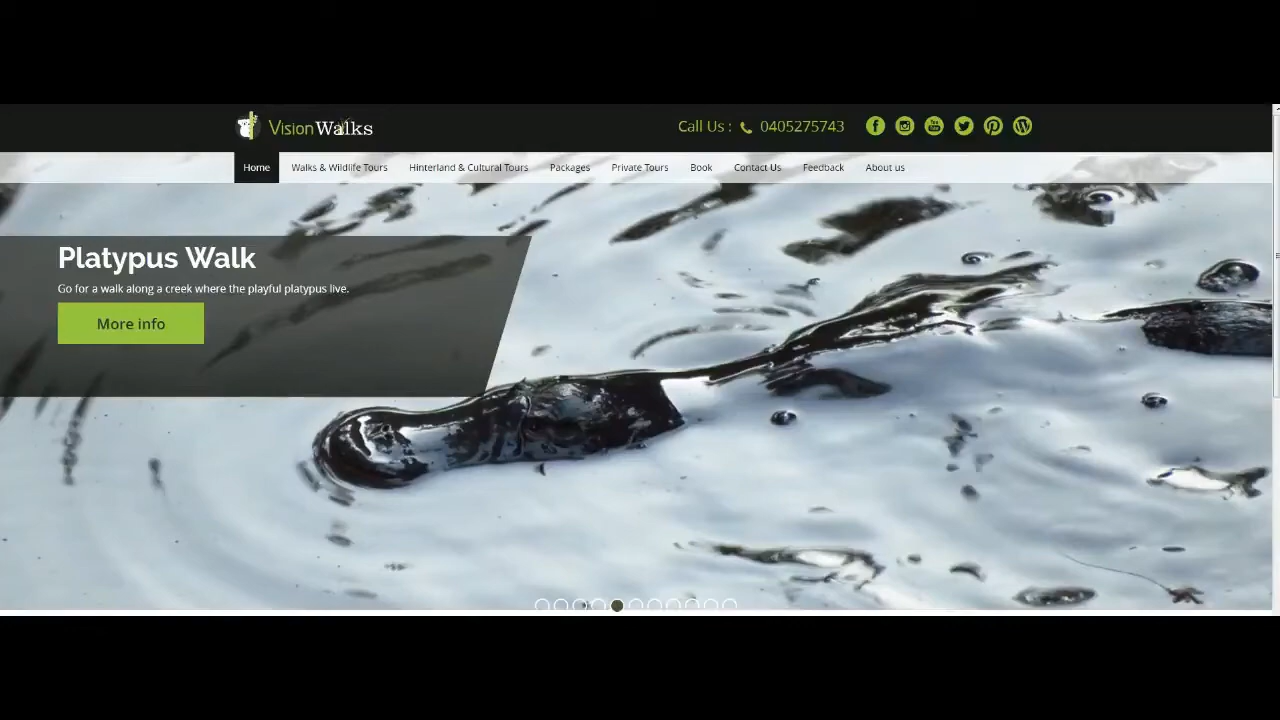 VisionWalks
Call Us : 0405275743
Home Walks & Wildlife Tours Hinterland & Cultural Tours Packages Private Tours Book Contact Us Feedback About us
Platypus Walk
Go for a walk along a creek where the playful platypus live.
More info